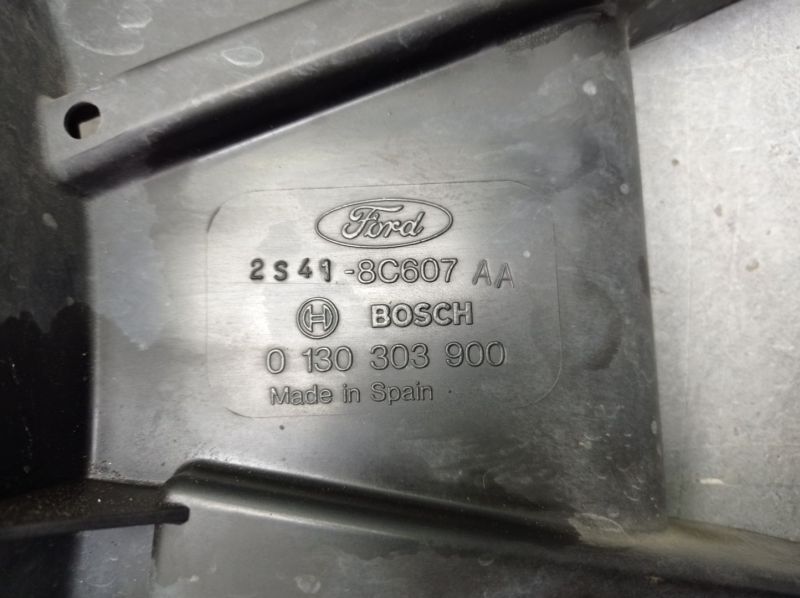 Ford
2S41-8C607 AA
BOSCH
0 130 303 900
Made in Spain